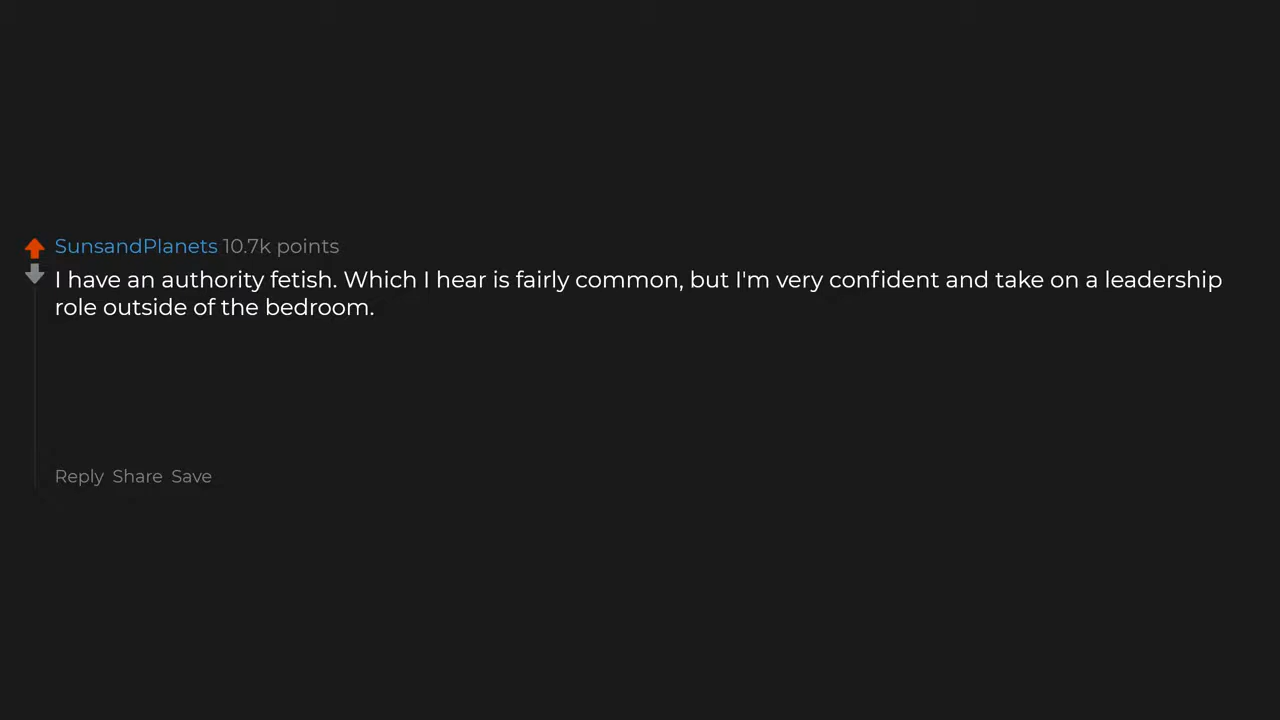 SunsandPlanets 10.7k points
I have an authority fetish. Which I hear is fairly common, but I'm very confident and take on a leadership
role outside of the bedroom.
Reply Share Save